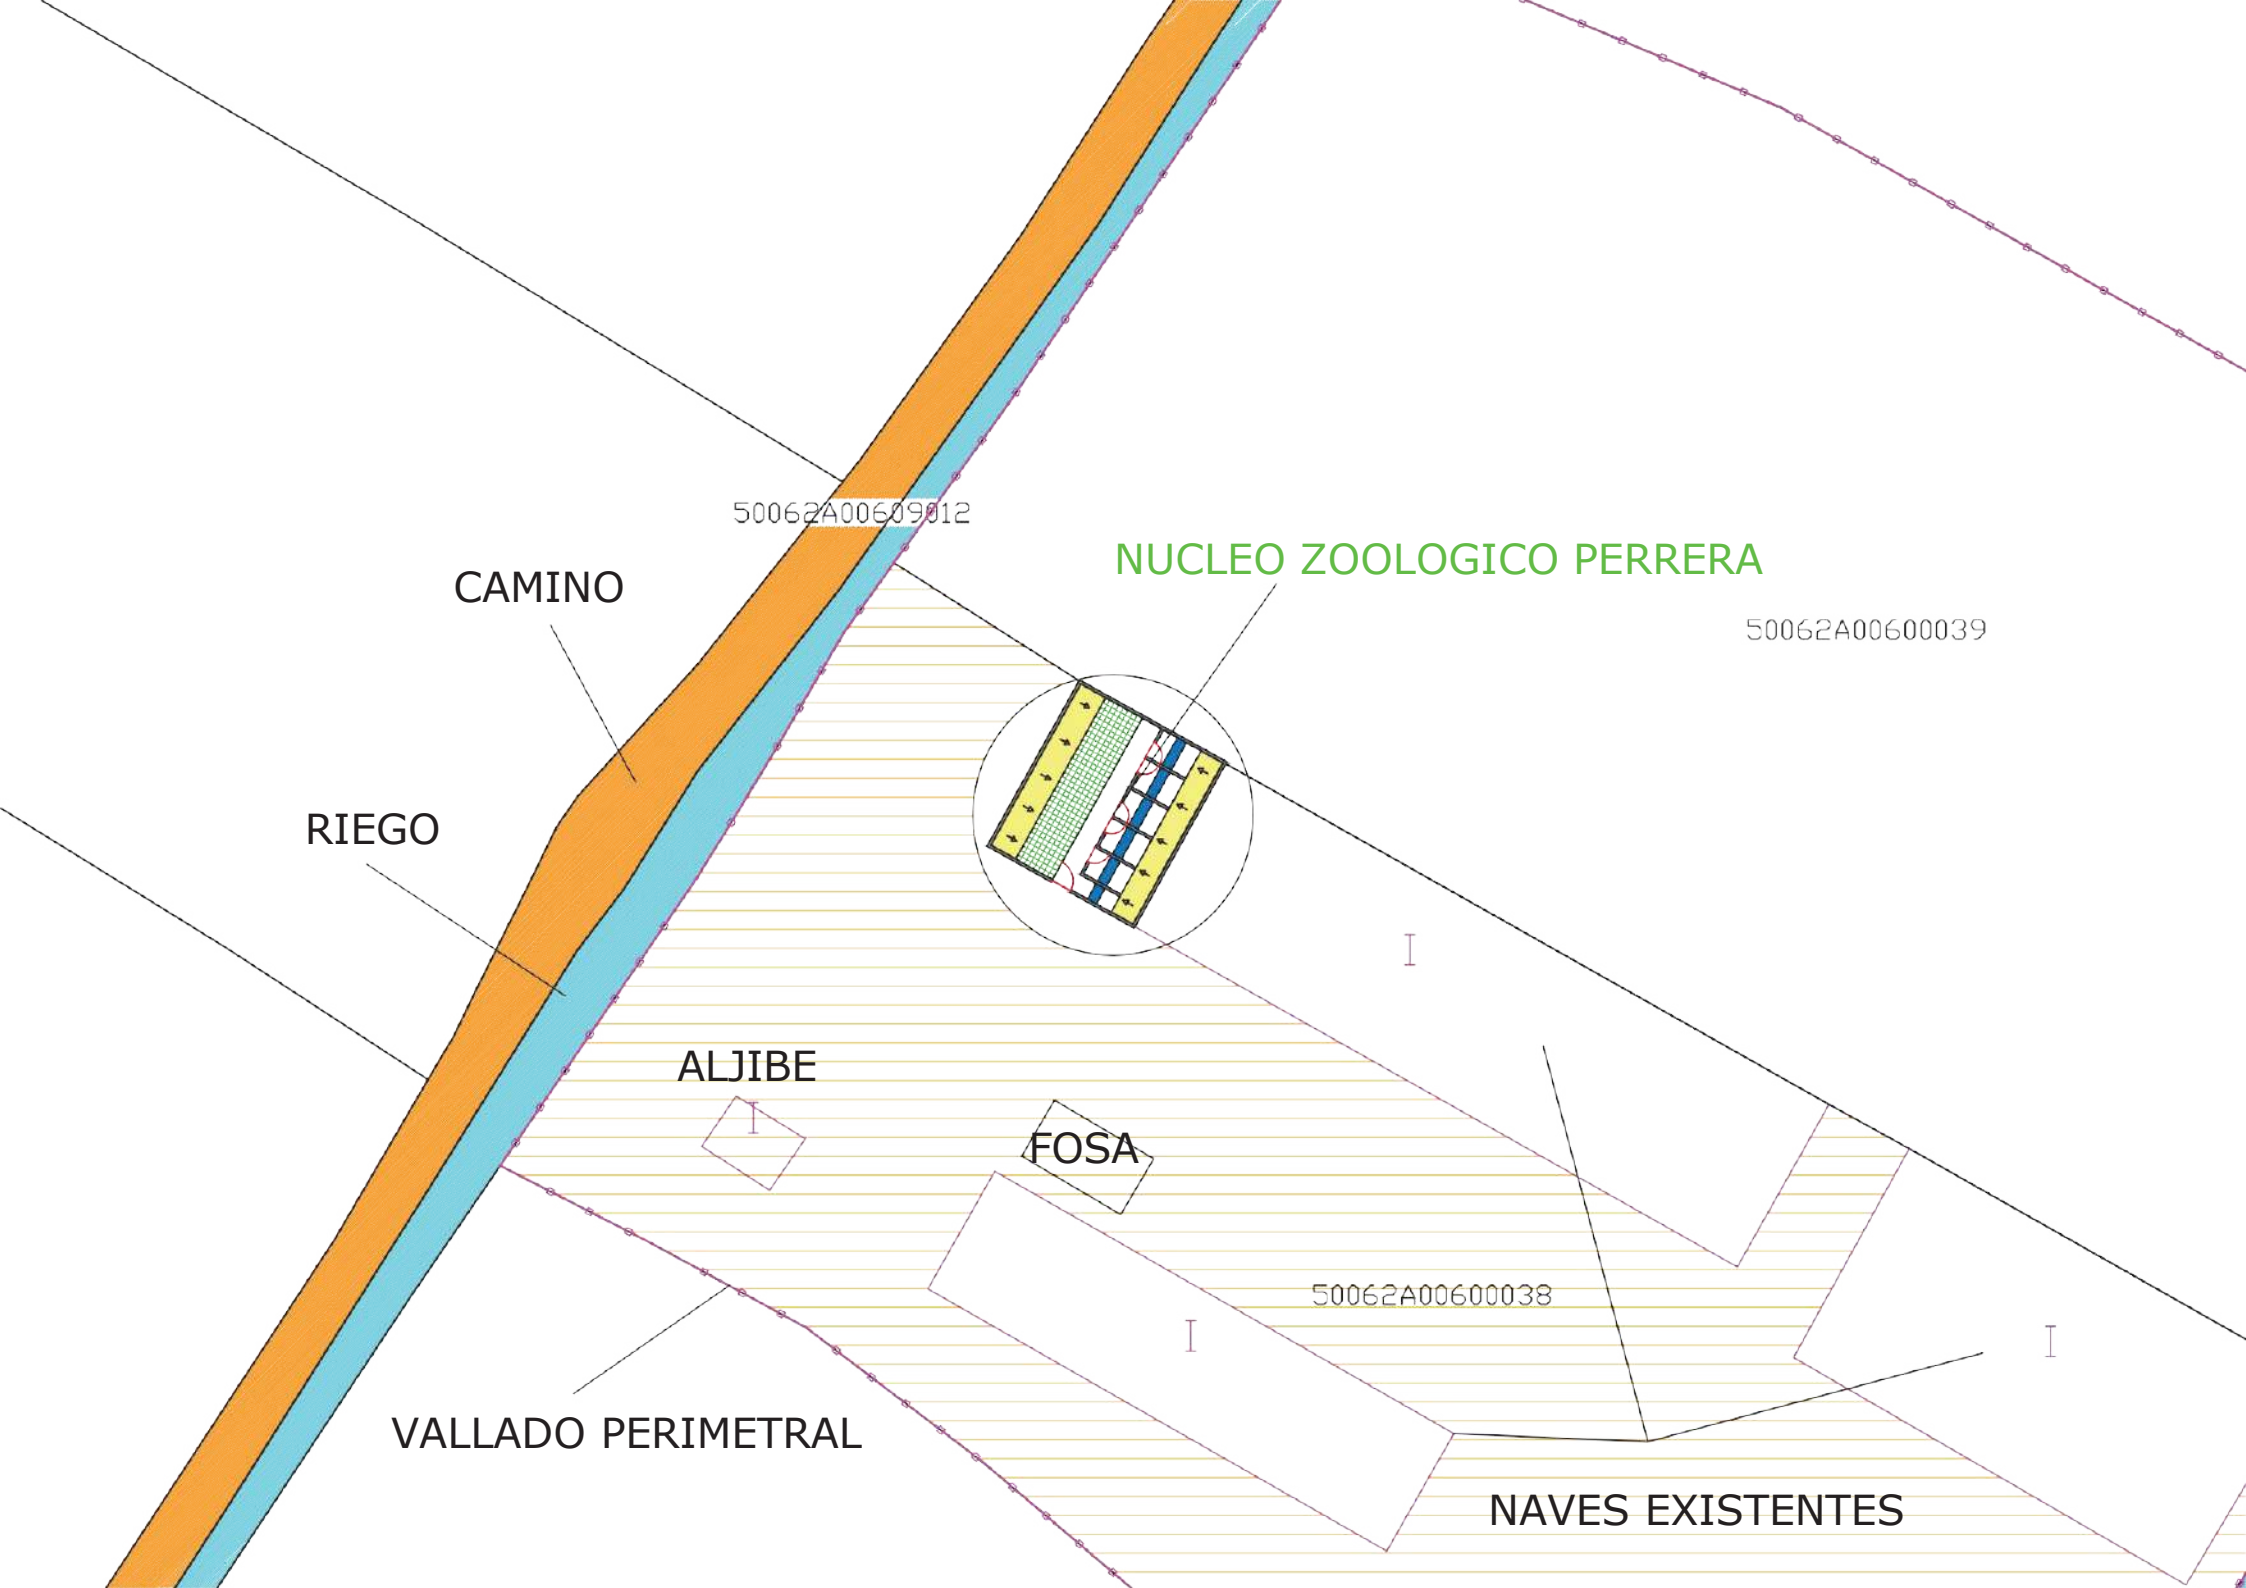 50062A00609012
NUCLEO ZOOLOGICO PERRERA
CAMINO
50062A00600039
RIEGO
I
ALJIBE
I
FOSA
50062A00600038
I
I
VALLADO PERIMETRAL
NAVES EXISTENTES